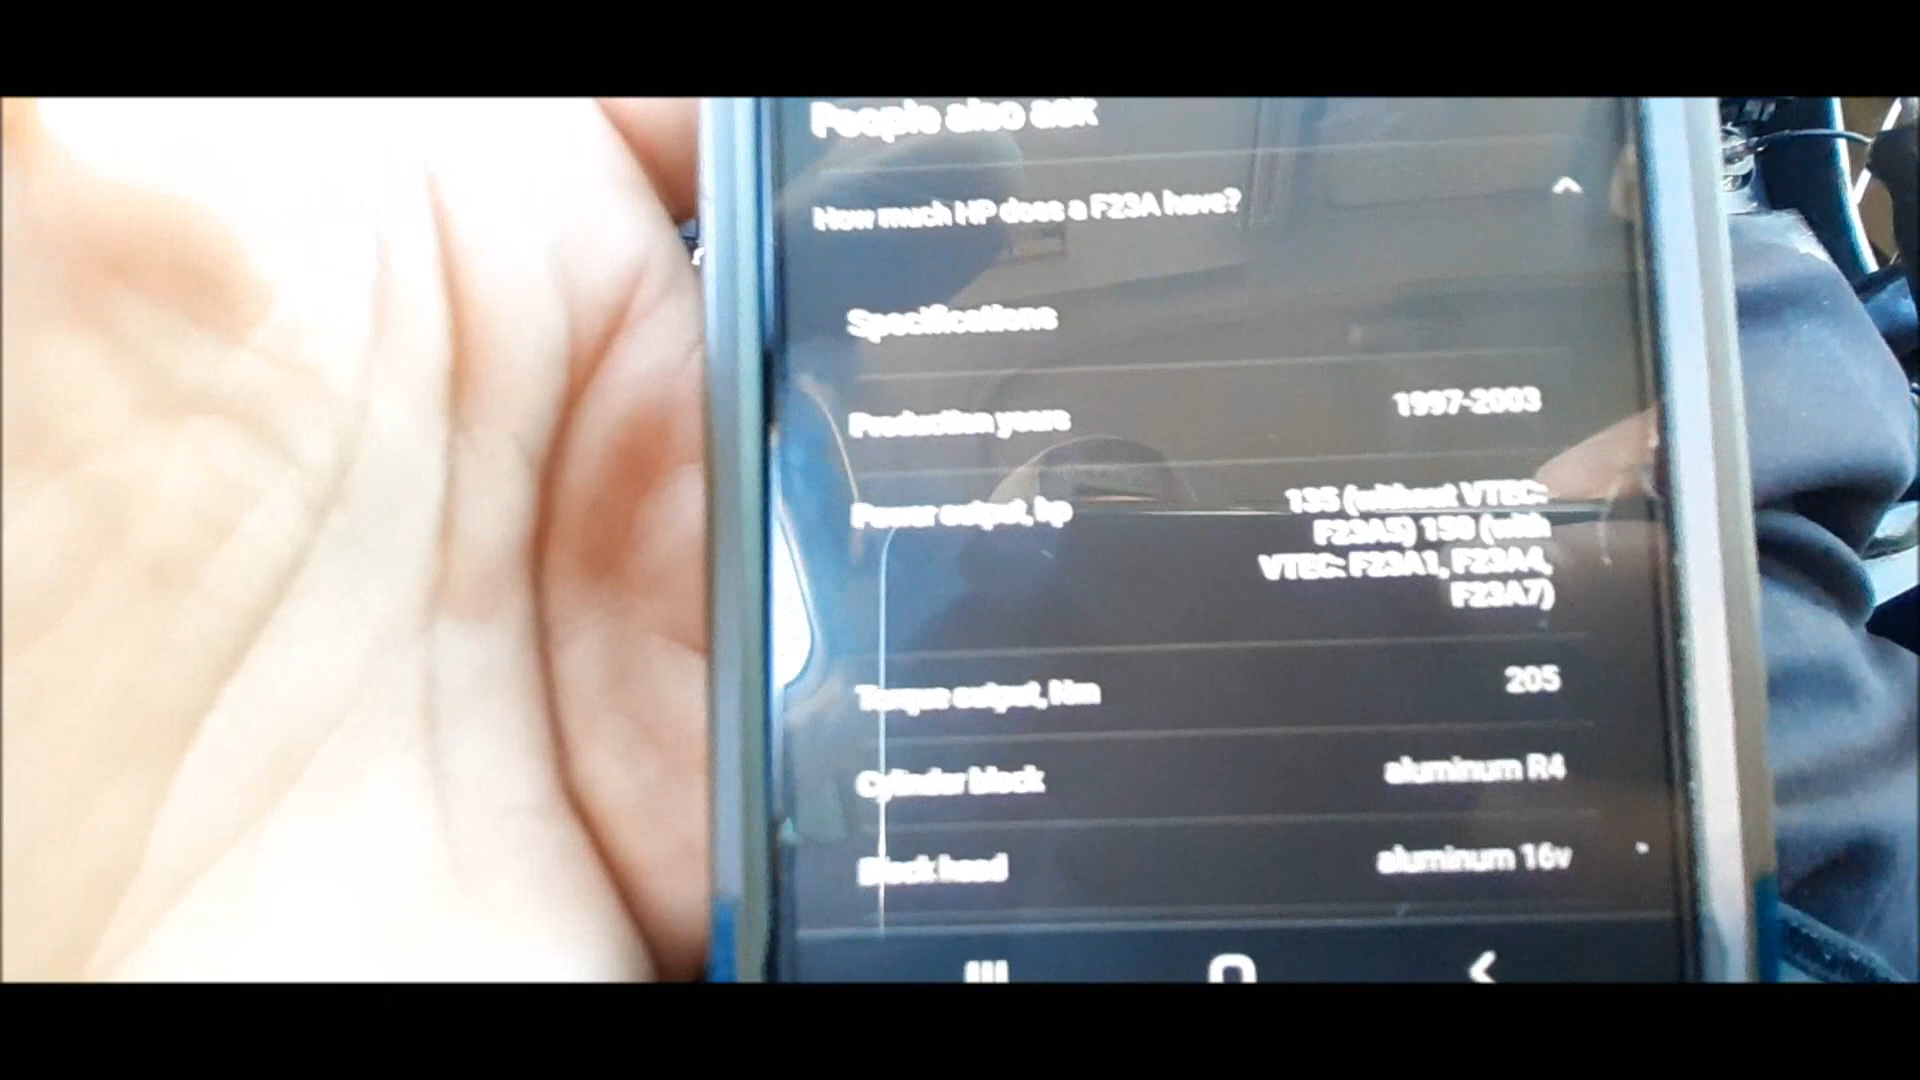 People also ask
How much HP does a F23A have?
Specifications
Production years
1997-2003
Power output, hp
135 (without VTEC:
F23A5) 150 (with
VTEC: F23A1, F23A4,
F23A7)
Torque output, Nm
205
Cylinder block
aluminum R4
Block head
aluminum 16v